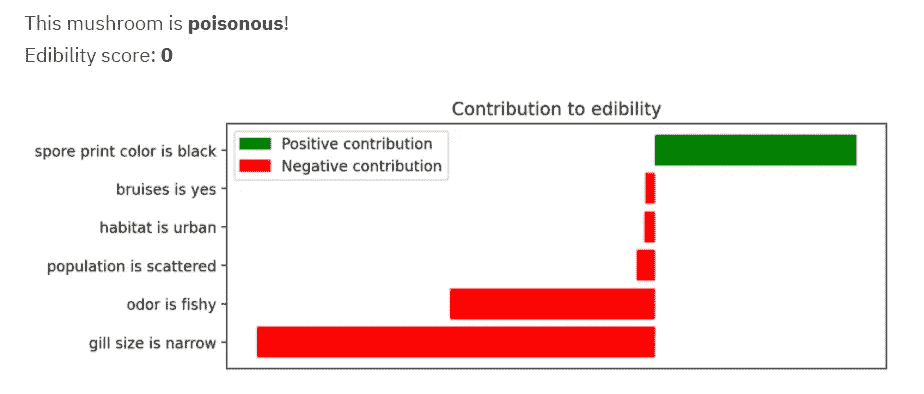 This mushroom is poisonous!
Edibility score: 0
Contribution to edibility
Positive contribution
Negative contribution
spore print color is black
bruises is yes
habitat is urban
population is scattered
odor is fishy
gill size is narrow